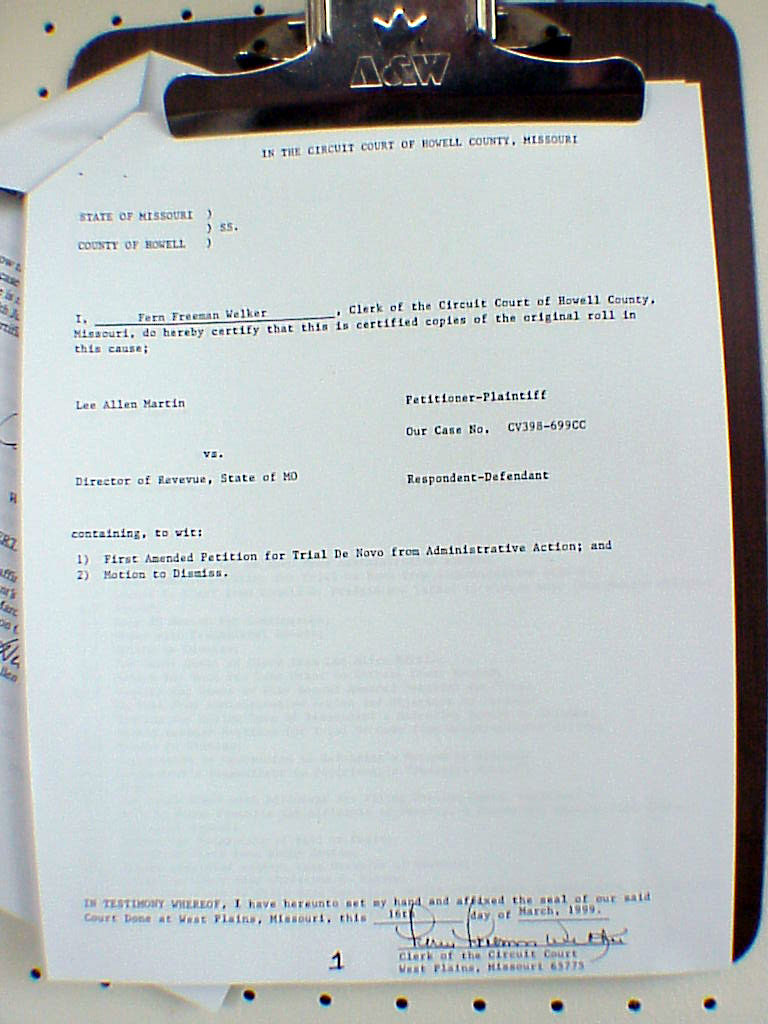 A&W
IN THE CIRCUIT COURT OF HOWELL COUNTY, MISSOURI
STATE OF MISSOURI )
) SS.
COUNTY OF HOWELL )
I, Fern Freeman Welker, Clerk of the Circuit Court of Howell County,
Missouri, do hereby certify that this is certified copies of the original roll in
this cause;
Lee Allen Martin Petitioner-Plaintiff
Our Case No. CV398-699CC
vs.
Director of Revevue, State of MO Respondent-Defendant
containing, to wit:
1) First Amended Petition for Trial De Novo from Administrative Action; and
2) Motion to Dismiss.
IN TESTIMONY WHEREOF, I have hereunto set my hand and affixed the seal of our said
Court Done at West Plains, Missouri, this 16th day of March, 1999.
Fern Freeman Welker
Clerk of the Circuit Court
West Plains, Missouri 65775
1